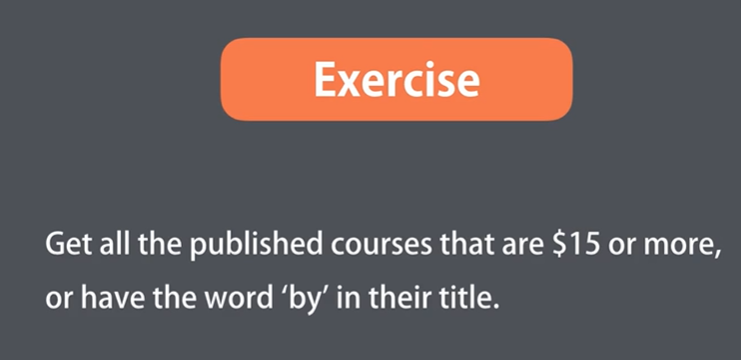 Exercise
Get all the published courses that are $15 or more,
or have the word ‘by’ in their title.